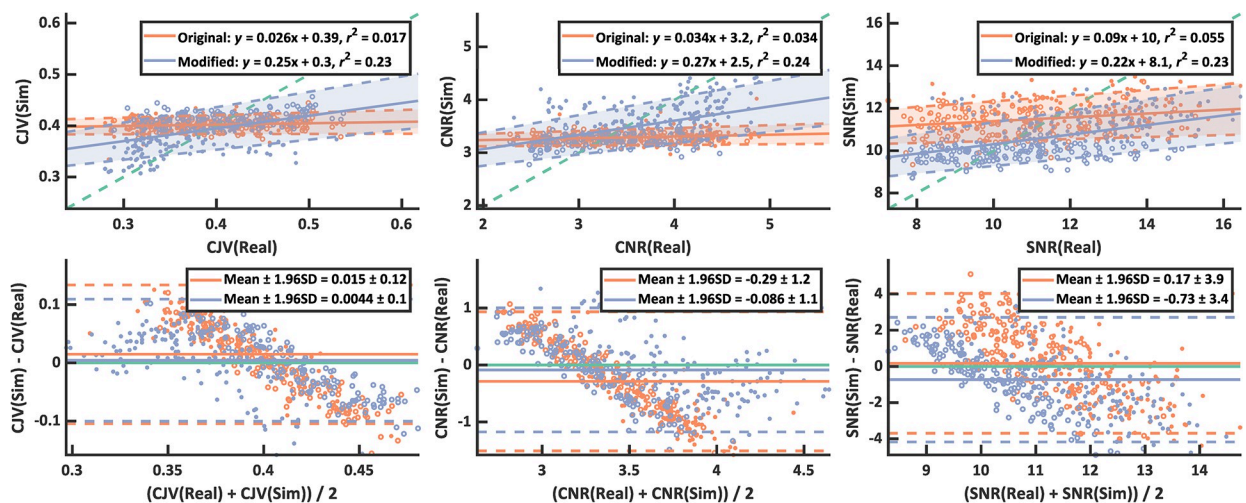 0.6
0.5
0.4
0.3
CJV(Sim)
Original: y = 0.026x + 0.39, r² = 0.017
Modified: y = 0.25x + 0.3, r² = 0.23
0.3
0.4
0.5
0.6
CJV(Real)
5
4
3
2
CNR(Sim)
Original: y = 0.034x + 3.2, r² = 0.034
Modified: y = 0.27x + 2.5, r² = 0.24
2
3
4
5
CNR(Real)
16
14
12
10
8
SNR(Sim)
Original: y = 0.09x + 10, r² = 0.055
Modified: y = 0.22x + 8.1, r² = 0.23
8
10
12
14
16
SNR(Real)
0.1
0
-0.1
CJV(Sim) - CJV(Real)
Mean ± 1.96SD = 0.015 ± 0.12
Mean ± 1.96SD = 0.0044 ± 0.1
0.3
0.35
0.4
0.45
(CJV(Real) + CJV(Sim)) / 2
1
0
-1
CNR(Sim) - CNR(Real)
Mean ± 1.96SD = -0.29 ± 1.2
Mean ± 1.96SD = -0.086 ± 1.1
3
3.5
4
4.5
(CNR(Real) + CNR(Sim)) / 2
4
2
0
-2
-4
SNR(Sim) - SNR(Real)
Mean ± 1.96SD = 0.17 ± 3.9
Mean ± 1.96SD = -0.73 ± 3.4
9
10
11
12
13
14
(SNR(Real) + SNR(Sim)) / 2